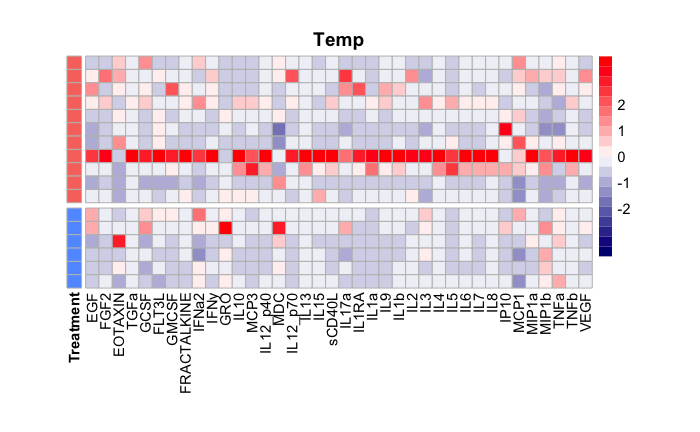 Temp
2
1
0
-1
-2
Treatment
EGF
FGF2
EOTAXIN
TGFa
GCSF
FLT3L
GMCSF
FRACTALKINE
IFNa2
IFNy
GRO
IL10
MCP3
IL12_p40
MDC
IL12_p70
IL13
IL15
sCD40L
IL17a
IL1RA
IL1a
IL9
IL1b
IL2
IL3
IL4
IL5
IL6
IL7
IL8
IP10
MCP1
MIP1a
MIP1b
TNFa
TNFb
VEGF